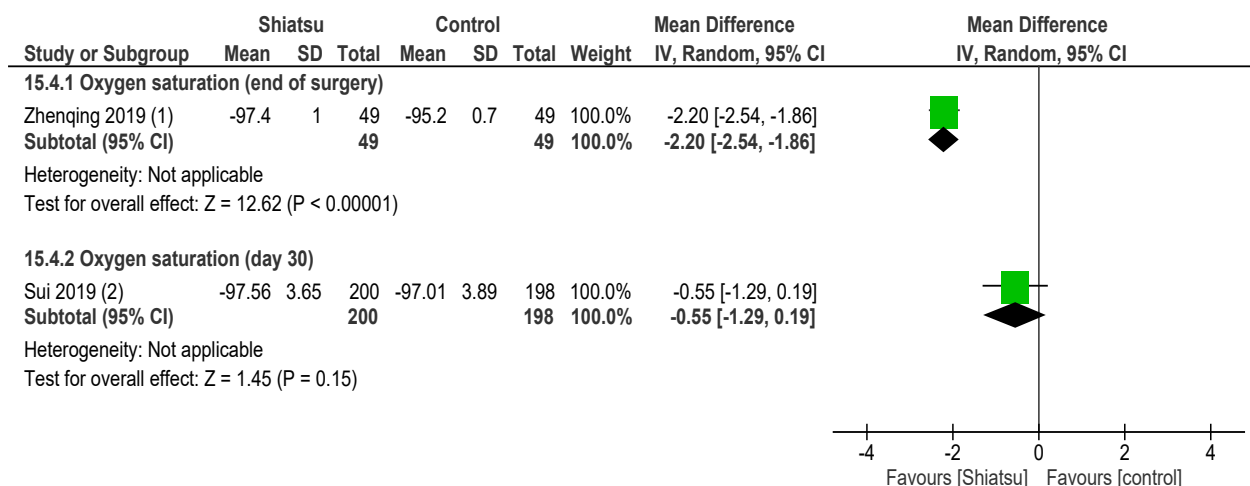 Shiatsu Control Mean Difference Mean Difference
Study or Subgroup Mean SD Total Mean SD Total Weight IV, Random, 95% CI IV, Random, 95% CI
15.4.1 Oxygen saturation (end of surgery)
Zhenqing 2019 (1) -97.4 1 49 -95.2 0.7 49 100.0% -2.20 [-2.54, -1.86]
Subtotal (95% CI) 49 49 100.0% -2.20 [-2.54, -1.86]
Heterogeneity: Not applicable
Test for overall effect: Z = 12.62 (P < 0.00001)
15.4.2 Oxygen saturation (day 30)
Sui 2019 (2) -97.56 3.65 200 -97.01 3.89 198 100.0% -0.55 [-1.29, 0.19]
Subtotal (95% CI) 200 198 100.0% -0.55 [-1.29, 0.19]
Heterogeneity: Not applicable
Test for overall effect: Z = 1.45 (P = 0.15)
-4 -2 0 2 4
Favours [Shiatsu] Favours [control]